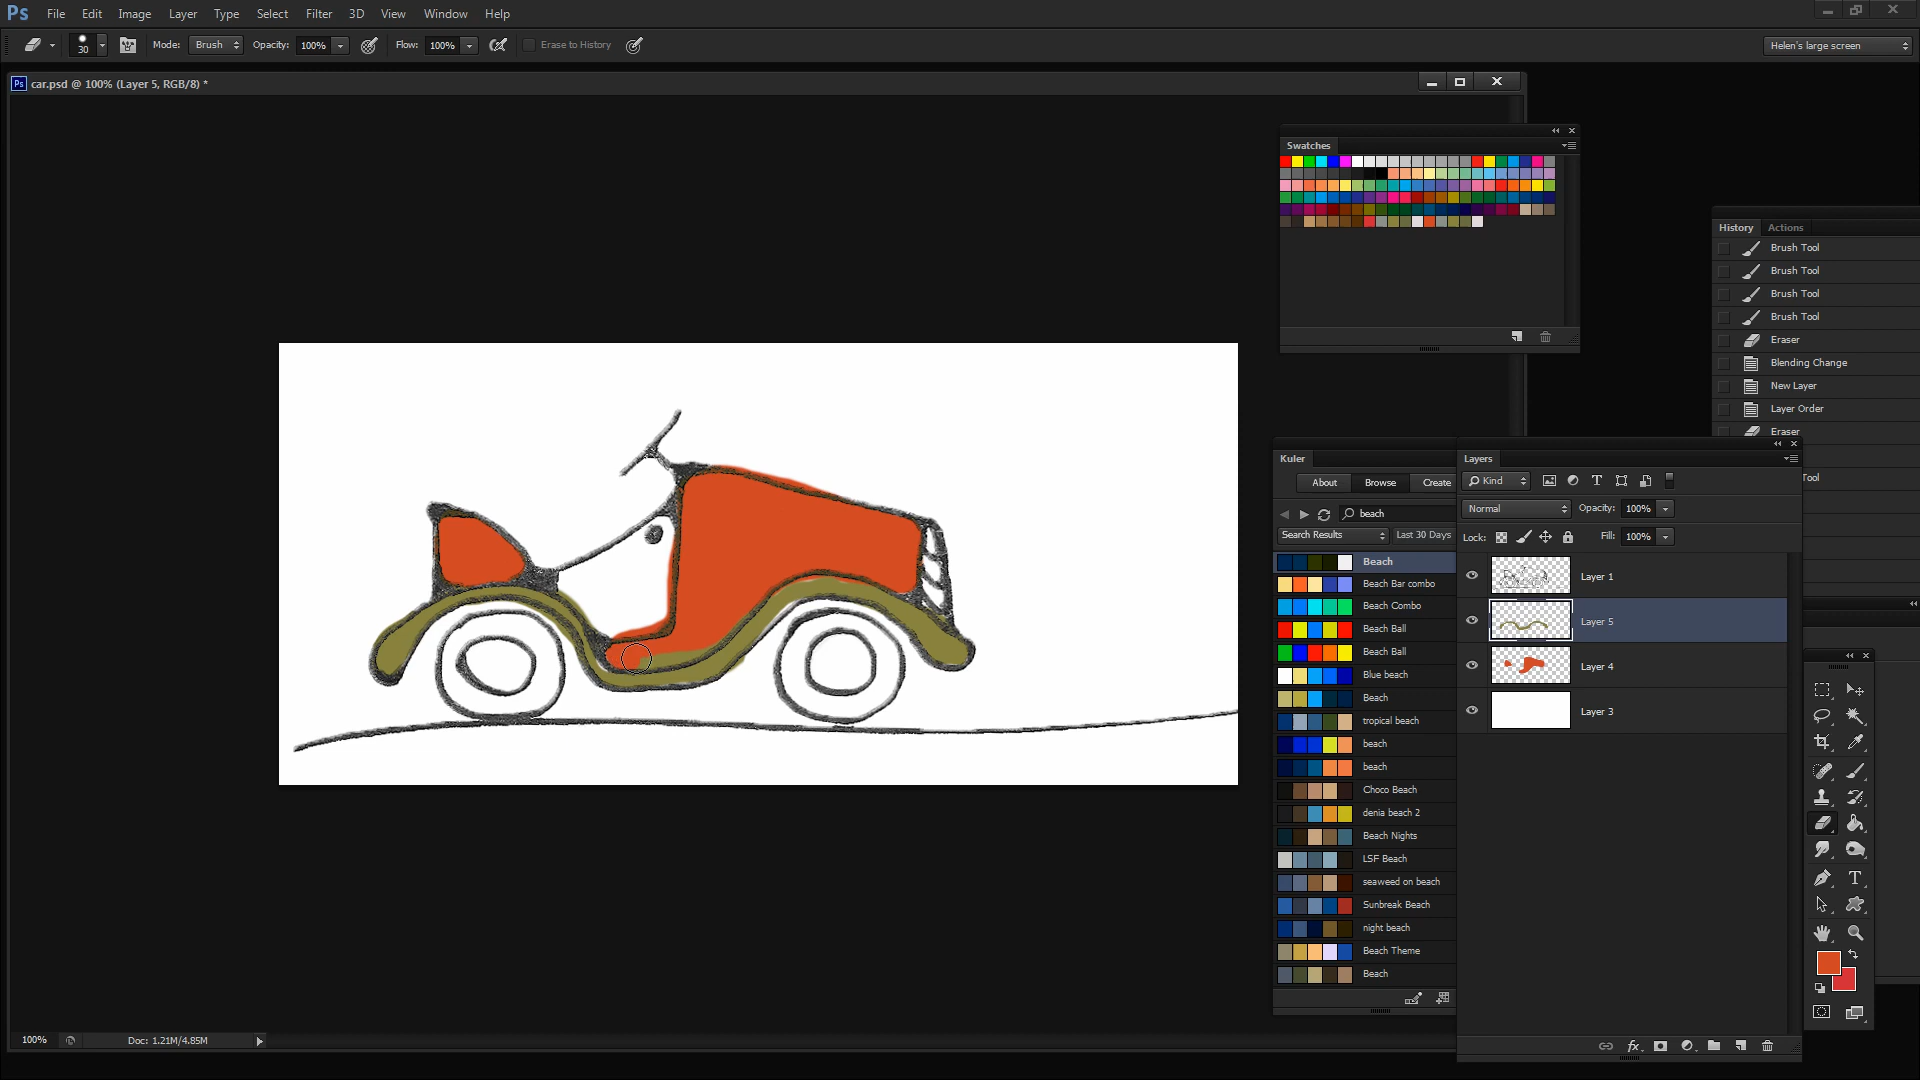 Ps File Edit Image Layer Type Select Filter 3D View Window Help
30 Mode: Brush Opacity: 100% Flow: 100% Erase to History Helen's large screen
Ps car.psd @ 100% (Layer 5, RGB/8) *
Swatches
History Actions
Brush Tool
Brush Tool
Brush Tool
Brush Tool
Eraser
Blending Change
New Layer
Layer Order
Eraser
Tool
Kuler
About Browse Create
beach
Search Results Last 30 Days
Beach
Beach Bar combo
Beach Combo
Beach Ball
Beach Ball
Blue beach
Beach
tropical beach
beach
beach
Choco Beach
denia beach 2
Beach Nights
LSF Beach
seaweed on beach
Sunbreak Beach
night beach
Beach Theme
Beach
Layers
Kind
Normal Opacity: 100%
Lock: Fill: 100%
Layer 1
Layer 5
Layer 4
Layer 3
fx
100% Doc: 1.21M/4.85M